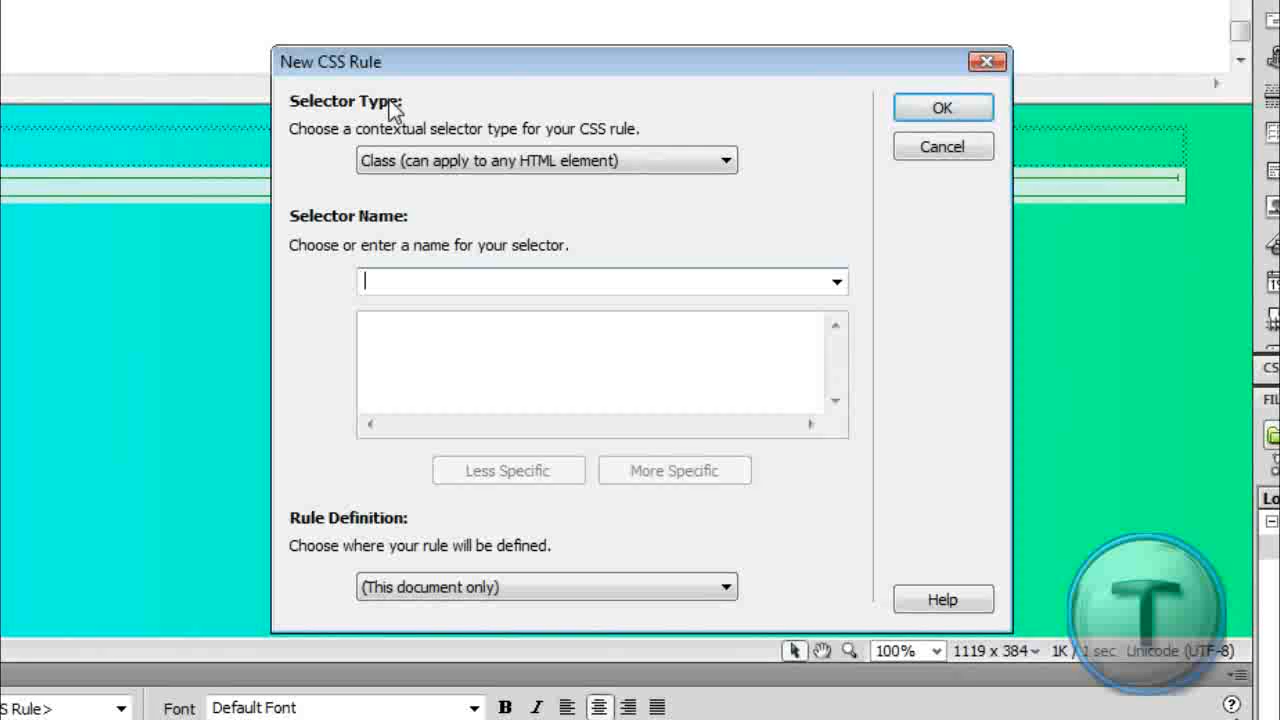 New CSS Rule
Selector Type:
Choose a contextual selector type for your CSS rule.
Class (can apply to any HTML element)
OK
Cancel
Selector Name:
Choose or enter a name for your selector.
Less Specific
More Specific
Rule Definition:
Choose where your rule will be defined.
(This document only)
Help
CS
FIL
Lo
T
100%
1119 x 384
1K / 1 sec
Unicode (UTF-8)
S Rule>
Font
Default Font
B
I
?